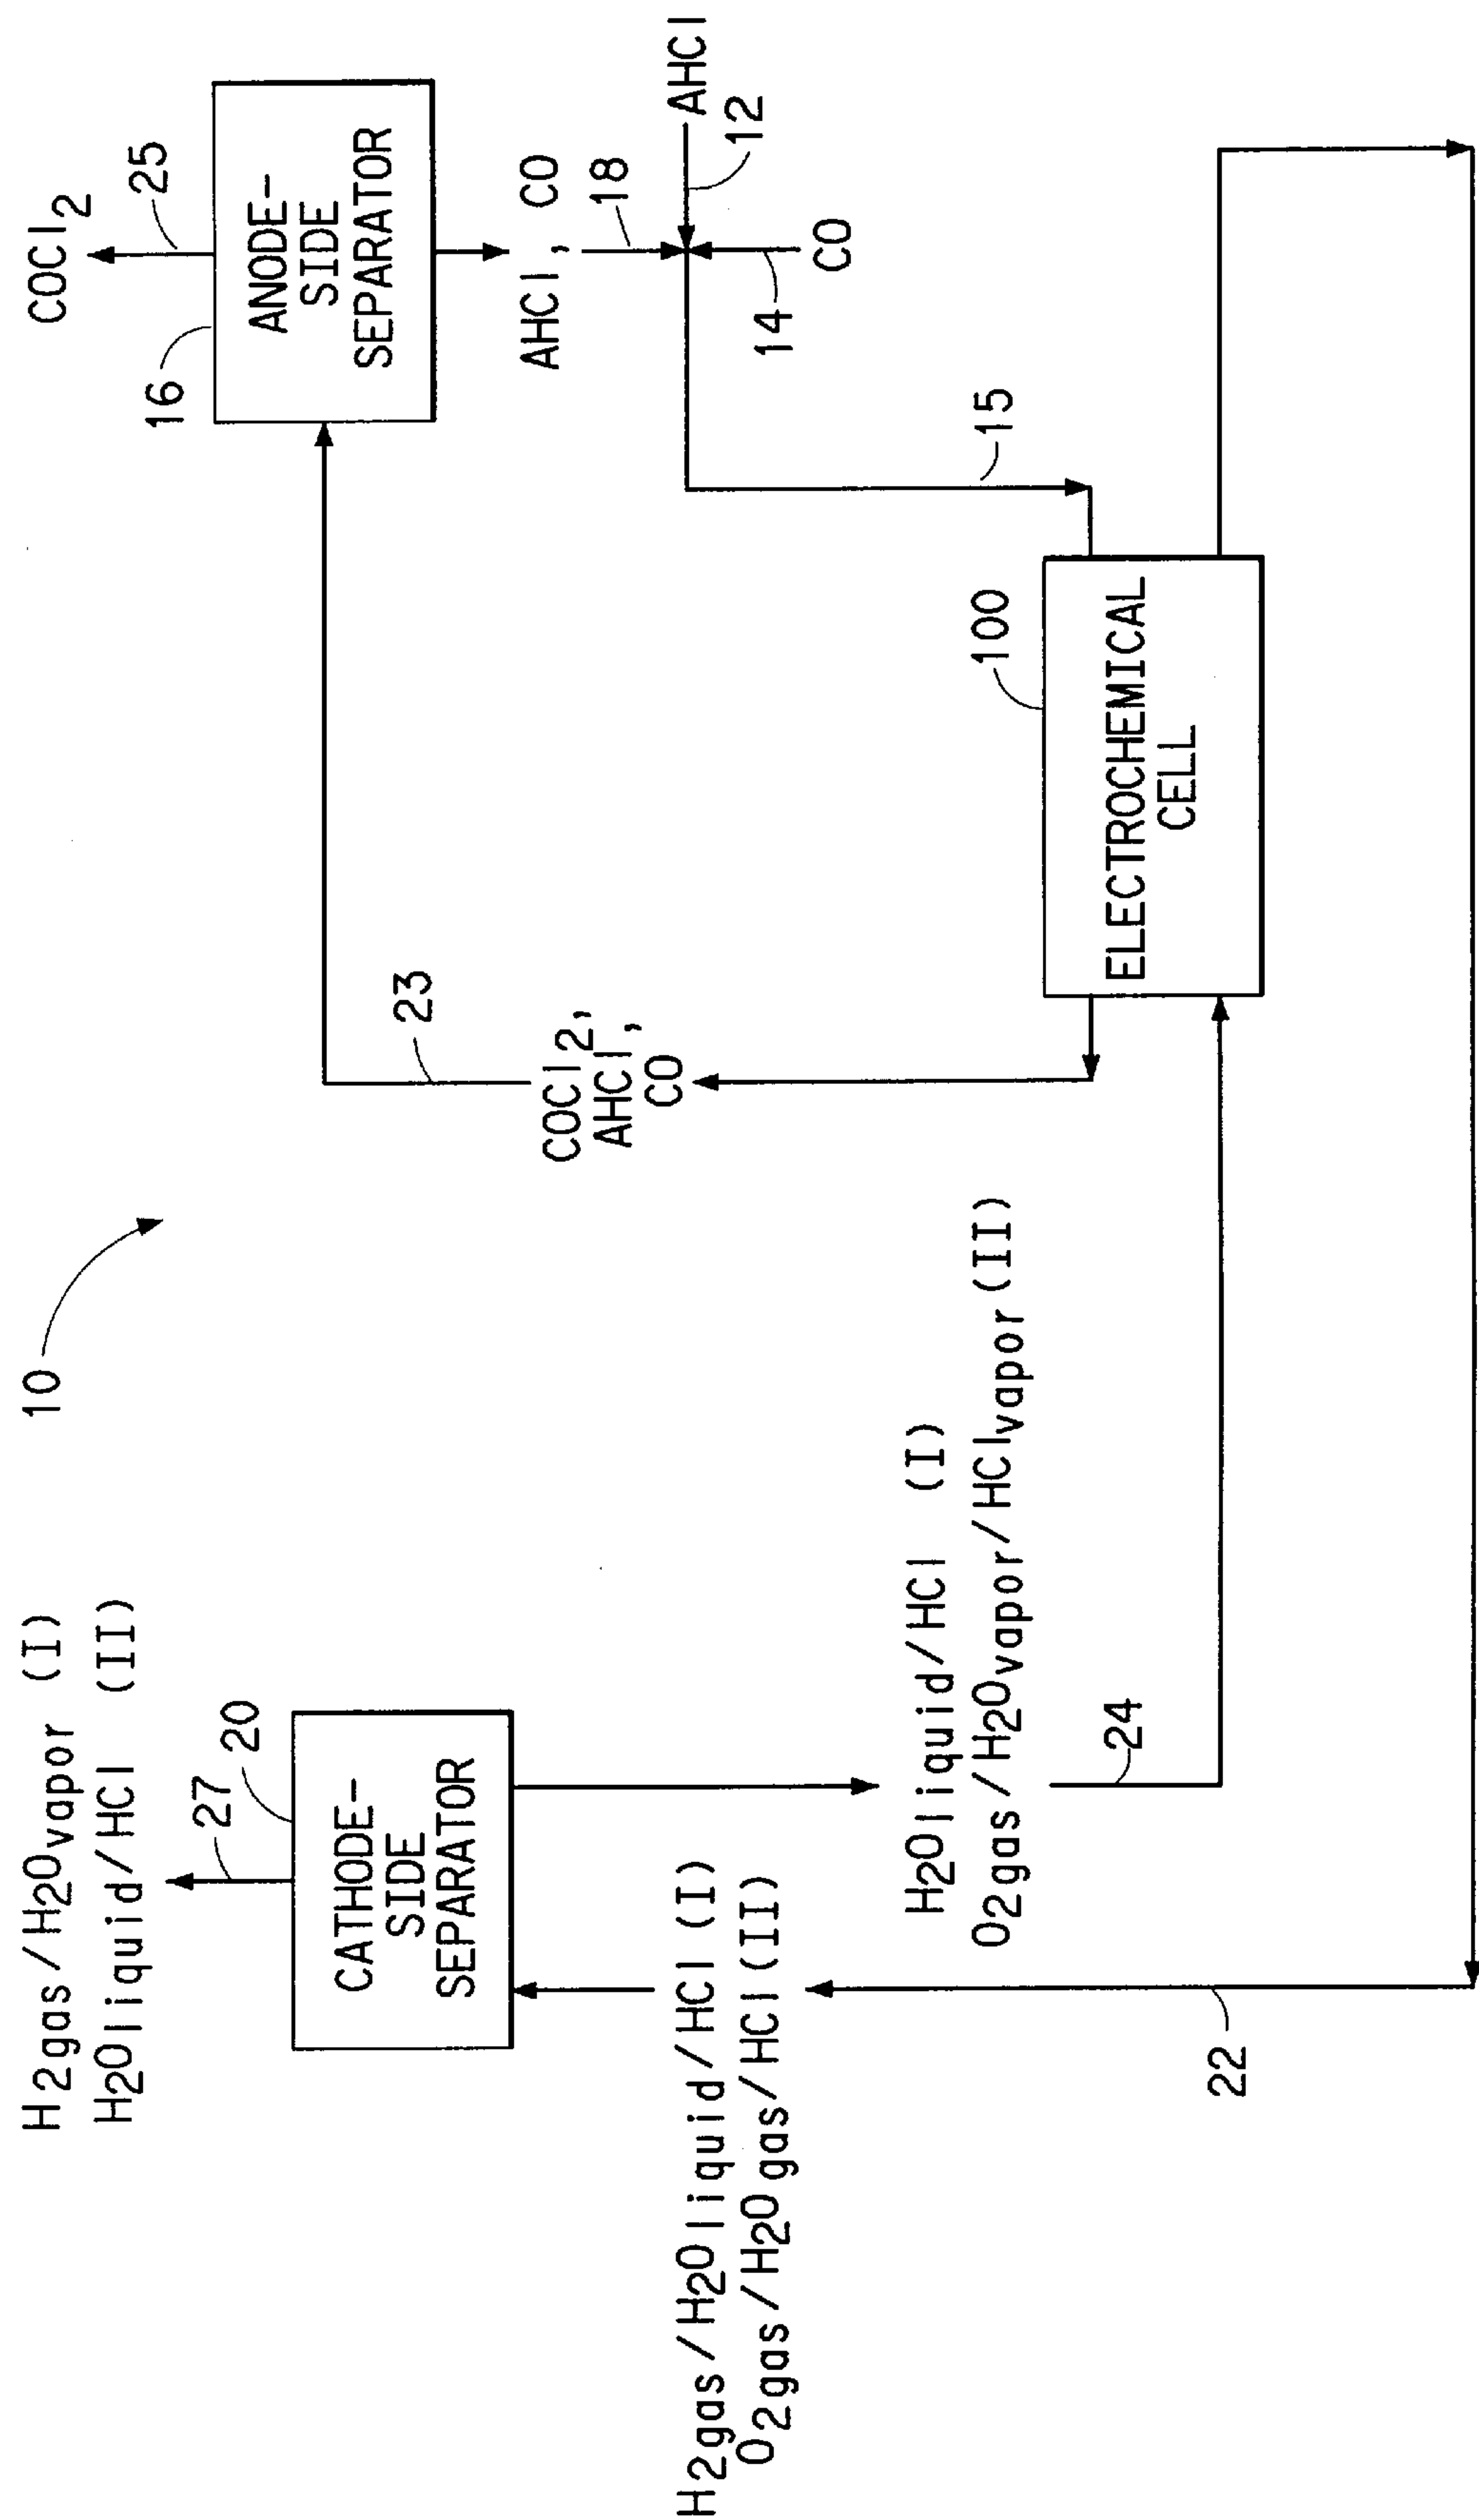 10
H2gas/H2Ovapor (I)
H2Oliquid/HCl (II)
27
20
CATHODE-
SIDE
SEPARATOR
H2gas/H2Oliquid/HCl (I)
O2gas/H2Ogas/HCl (II)
22
H2Oliquid/HCl (I)
O2gas/H2Ovapor/HClvapor (II)
24
COCl2,
AHCl,
CO
23
COCl2
25
16
ANODE-
SIDE
SEPARATOR
AHCl, CO
18
AHCl
12
14
CO
15
100
ELECTROCHEMICAL
CELL